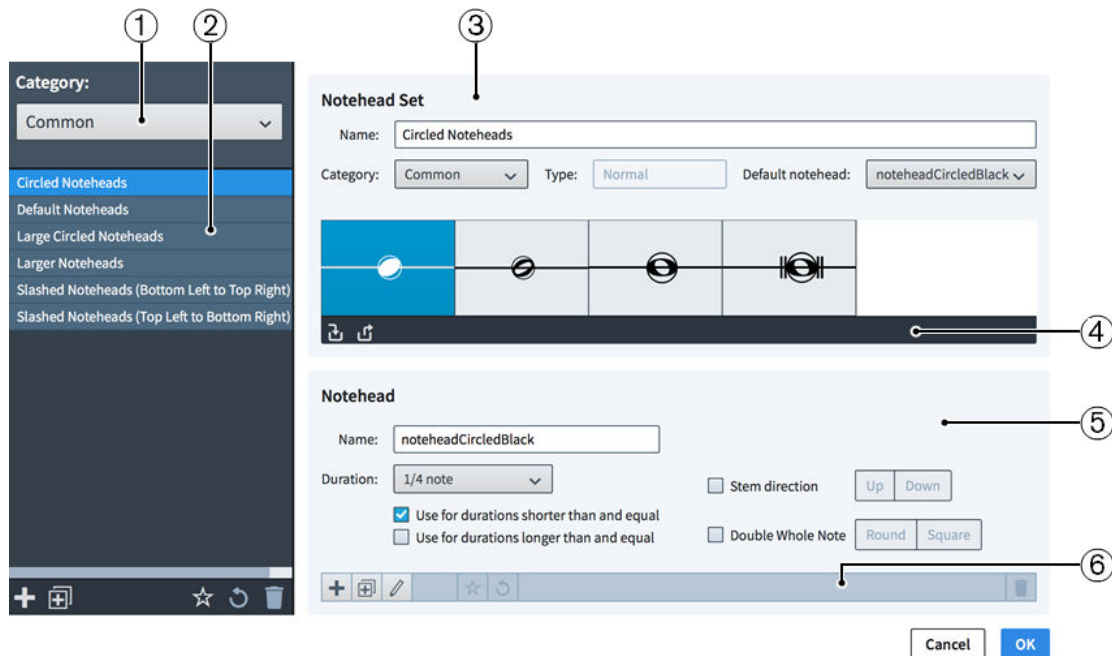 1 2 3
Category:
Common
Circled Noteheads
Default Noteheads
Large Circled Noteheads
Larger Noteheads
Slashed Noteheads (Bottom Left to Top Right)
Slashed Noteheads (Top Left to Bottom Right)
Notehead Set
Name: Circled Noteheads
Category: Common Type: Normal Default notehead: noteheadCircledBlack
4
Notehead
5
Name: noteheadCircledBlack
Duration: 1/4 note Stem direction Up Down
Use for durations shorter than and equal
Use for durations longer than and equal Double Whole Note Round Square
6
Cancel OK